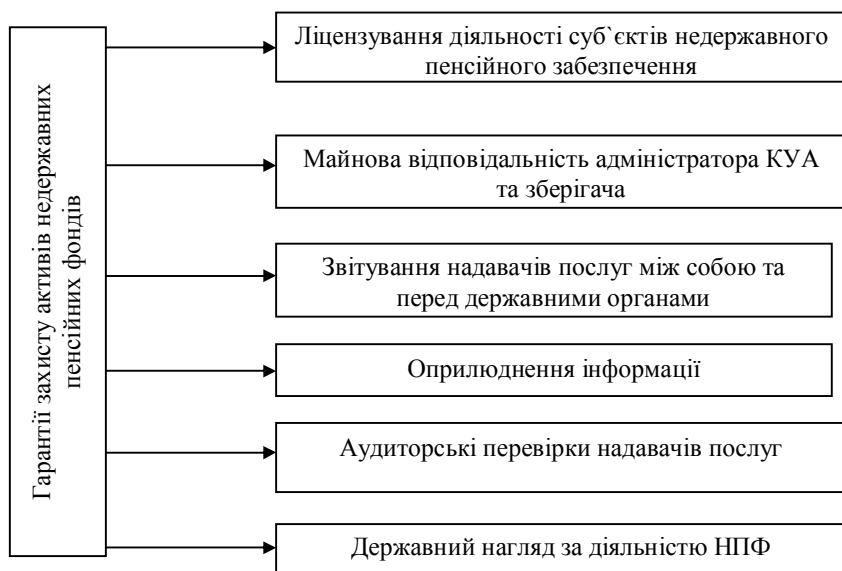 Гарантії захисту активів недержавних
пенсійних фондів
Ліцензування діяльності суб`єктів недержавного
пенсійного забезпечення
Майнова відповідальність адміністратора КУА
та зберігача
Звітування надавачів послуг між собою та
перед державними органами
Оприлюднення інформації
Аудиторські перевірки надавачів послуг
Державний нагляд за діяльністю НПФ